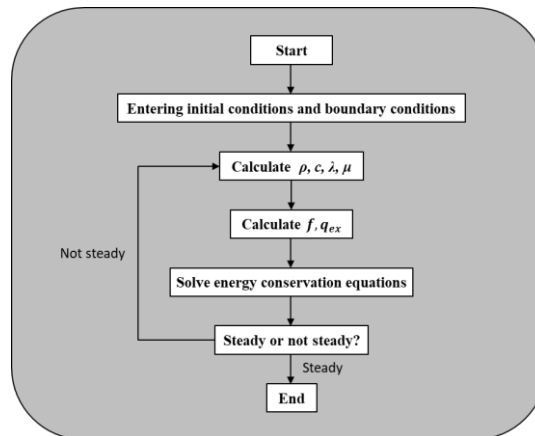 Start
Entering initial conditions and boundary conditions
Calculate ρ, c, λ, μ
Calculate f, q_ex
Not steady
Solve energy conservation equations
Steady or not steady?
Steady
End